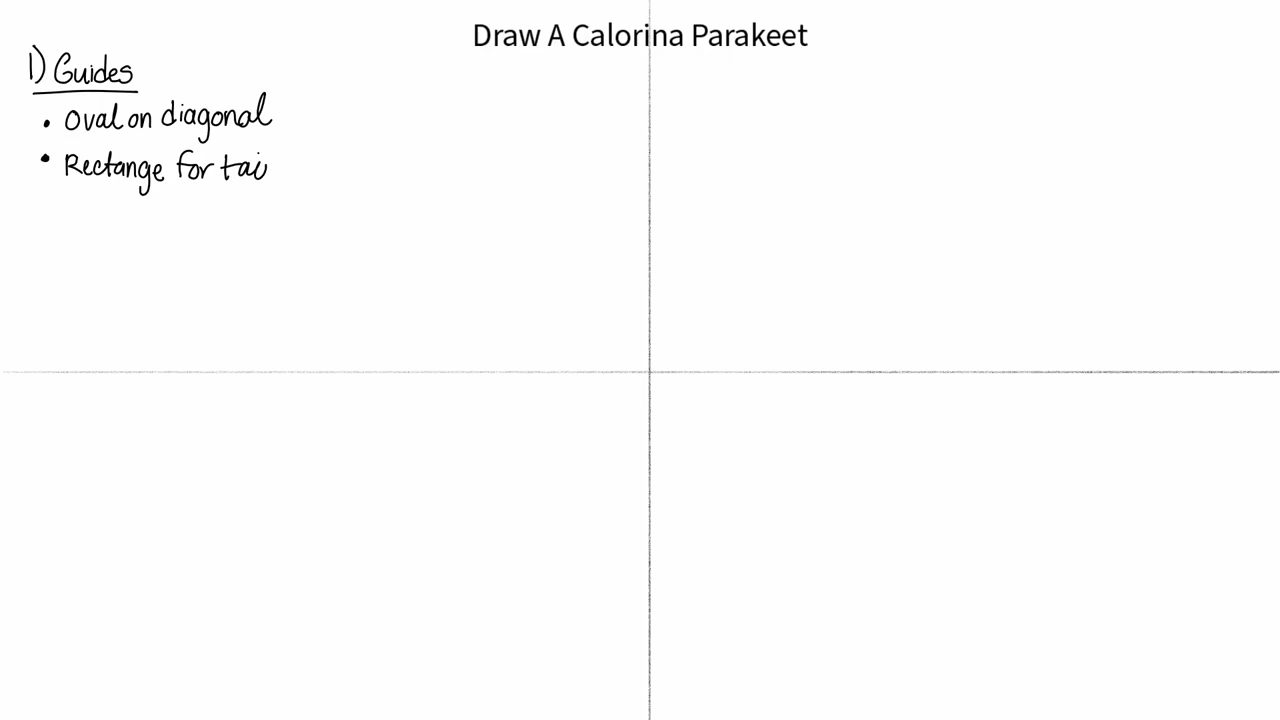 Draw A Calorina Parakeet
1) Guides
• Oval on diagonal
• Rectange for tai